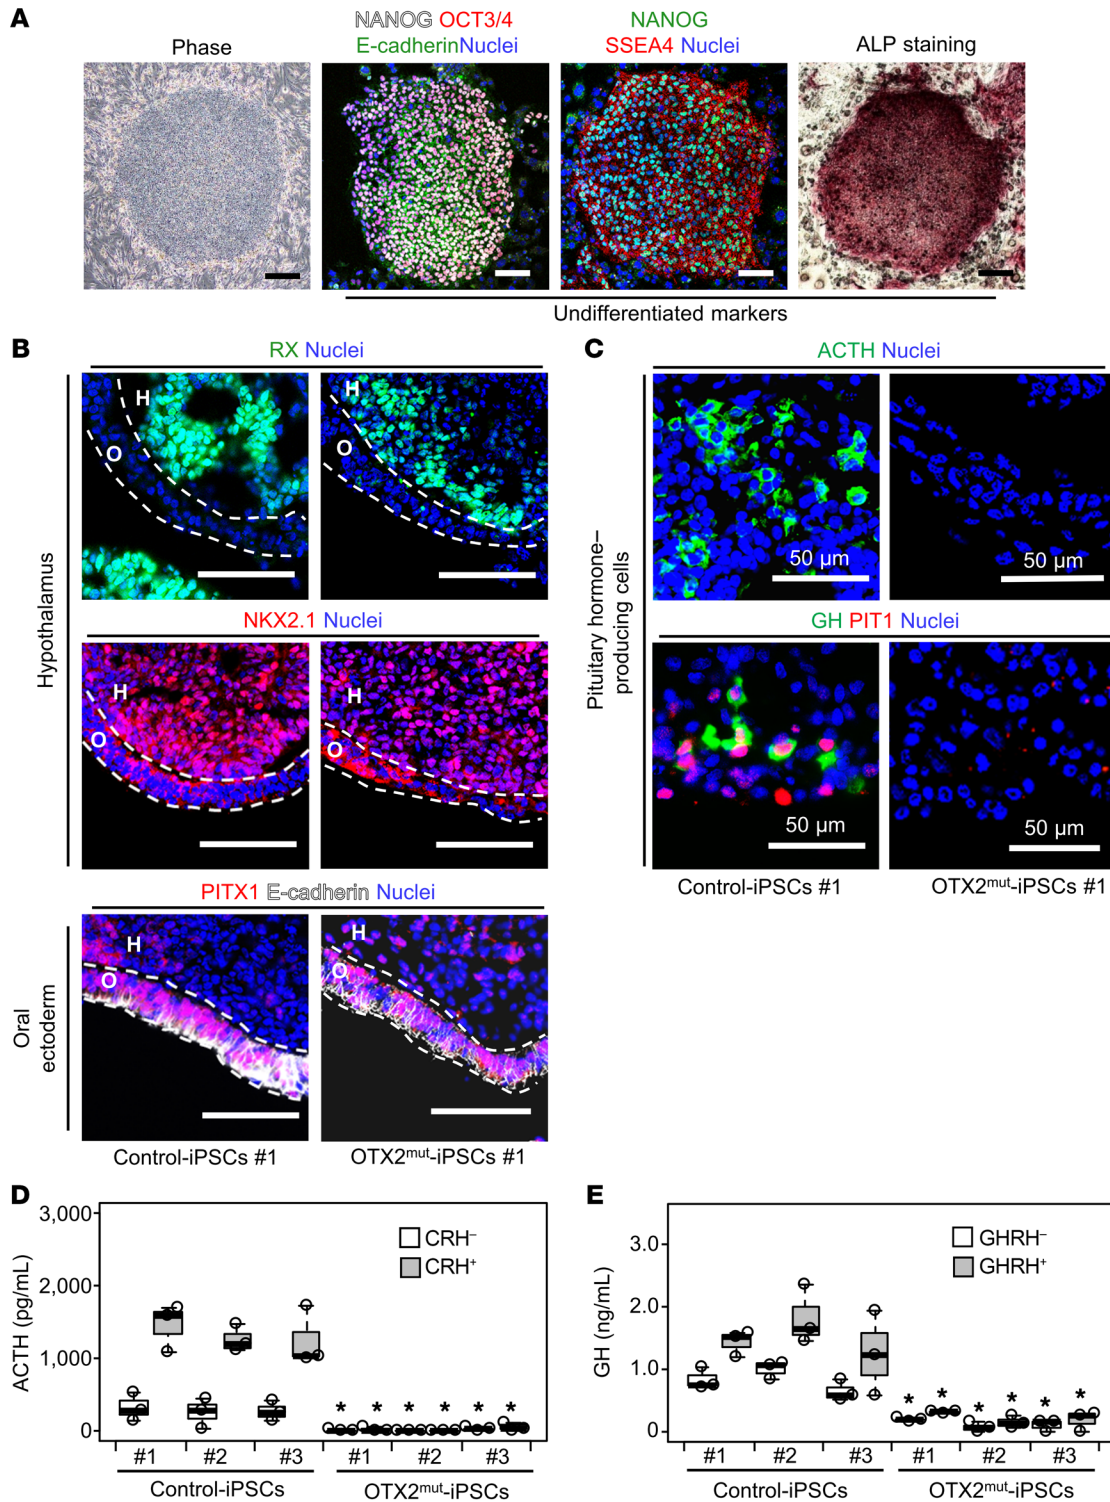 A
Phase
NANOG OCT3/4
E-cadherinNuclei
NANOG
SSEA4 Nuclei
ALP staining
Undifferentiated markers
B
RX Nuclei
Hypothalamus
H
O
H
O
NKX2.1 Nuclei
H
O
H
O
PITX1 E-cadherin Nuclei
Oral
ectoderm
H
O
H
O
Control-iPSCs #1
OTX2mut-iPSCs #1
C
ACTH Nuclei
Pituitary hormone–
producing cells
50 µm
50 µm
GH PIT1 Nuclei
50 µm
50 µm
Control-iPSCs #1
OTX2mut-iPSCs #1
D
ACTH (pg/mL)
3,000
2,000
1,000
0
CRH–
CRH+
* * * * * *
#1 #2 #3 #1 #2 #3
Control-iPSCs OTX2mut-iPSCs
E
GH (ng/mL)
3.0
2.0
1.0
0
GHRH–
GHRH+
* * * * * *
#1 #2 #3 #1 #2 #3
Control-iPSCs OTX2mut-iPSCs